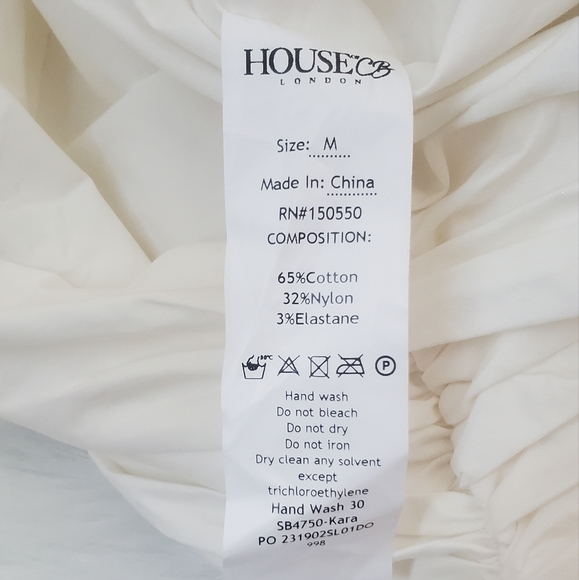 HOUSE OF CB
LONDON
Size: M
Made In: China
RN#150550
COMPOSITION:
65%Cotton
32%Nylon
3%Elastane
30°C
P
Hand wash
Do not bleach
Do not dry
Do not iron
Dry clean any solvent
except
trichloroethylene
Hand Wash 30
SB4750-Kara
PO 231902SL01DO
998